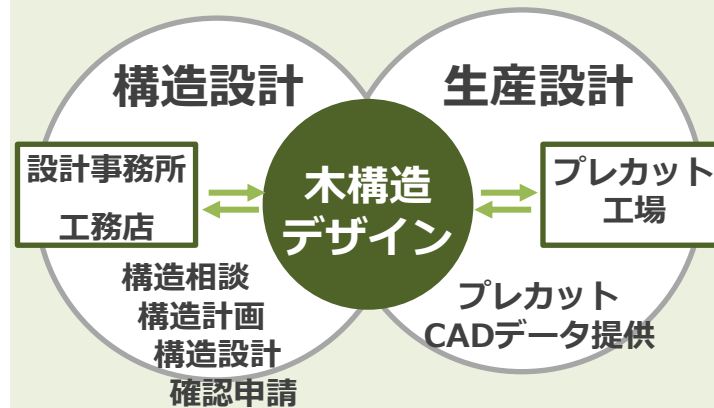 構造設計
生産設計
設計事務所
工務店
木構造
デザイン
プレカット
工場
構造相談
構造計画
構造設計
確認申請
プレカット
CADデータ提供